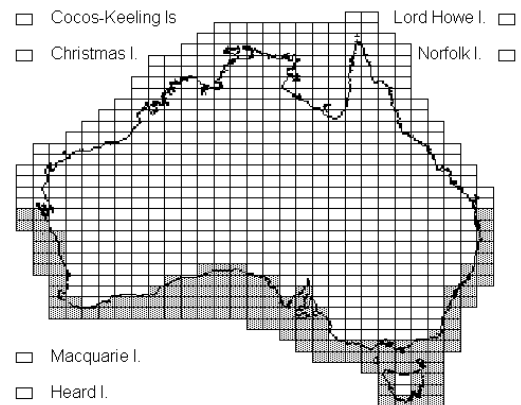 Cocos-Keeling Is
Lord Howe I.
Christmas I.
Norfolk I.
Macquarie I.
Heard I.